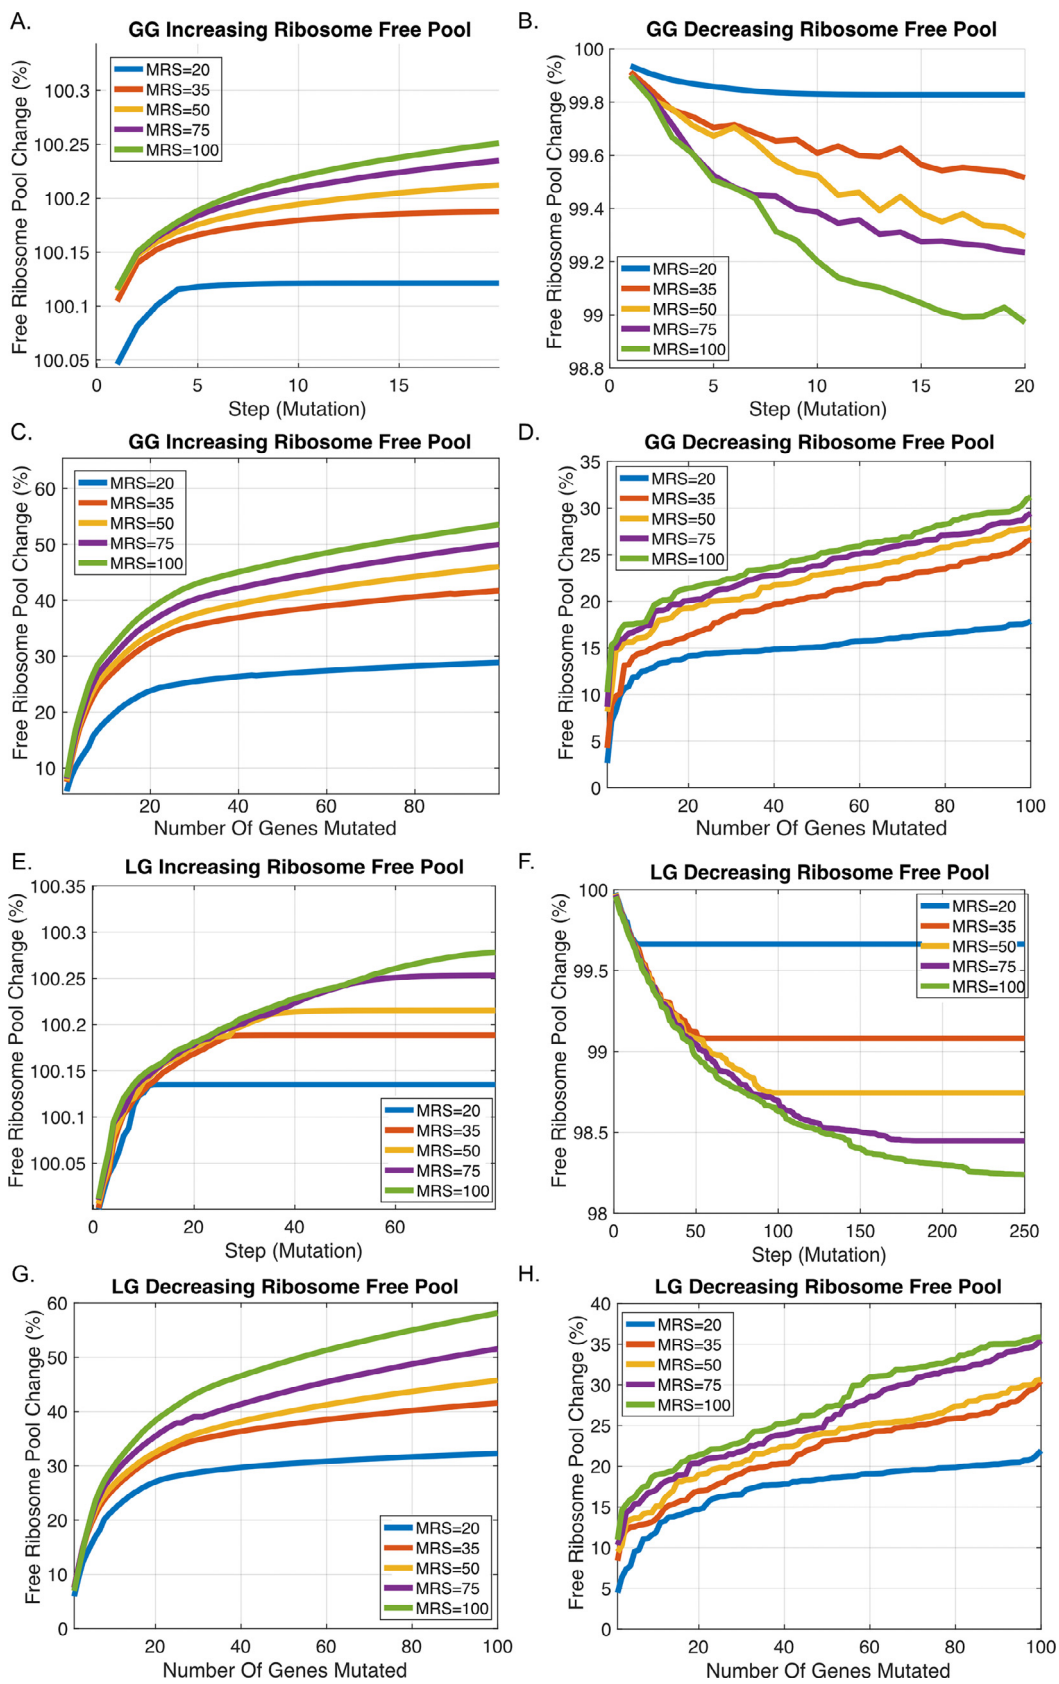 A.
GG Increasing Ribosome Free Pool
Free Ribosome Pool Change (%)
100.3
100.25
100.2
100.15
100.1
100.05
MRS=20
MRS=35
MRS=50
MRS=75
MRS=100
0 5 10 15
Step (Mutation)
B.
GG Decreasing Ribosome Free Pool
Free Ribosome Pool Change (%)
100
99.8
99.6
99.4
99.2
99
98.8
MRS=20
MRS=35
MRS=50
MRS=75
MRS=100
0 5 10 15 20
Step (Mutation)
C.
GG Increasing Ribosome Free Pool
Free Ribosome Pool Change (%)
60
50
40
30
20
10
MRS=20
MRS=35
MRS=50
MRS=75
MRS=100
20 40 60 80
Number Of Genes Mutated
D.
GG Decreasing Ribosome Free Pool
Free Ribosome Pool Change (%)
35
30
25
20
15
10
5
0
MRS=20
MRS=35
MRS=50
MRS=75
MRS=100
20 40 60 80 100
Number Of Genes Mutated
E.
LG Increasing Ribosome Free Pool
Free Ribosome Pool Change (%)
100.35
100.3
100.25
100.2
100.15
100.1
100.05
MRS=20
MRS=35
MRS=50
MRS=75
MRS=100
0 20 40 60
Step (Mutation)
F.
LG Decreasing Ribosome Free Pool
Free Ribosome Pool Change (%)
100
99.5
99
98.5
98
MRS=20
MRS=35
MRS=50
MRS=75
MRS=100
0 50 100 150 200 250
Step (Mutation)
G.
LG Decreasing Ribosome Free Pool
Free Ribosome Pool Change (%)
60
50
40
30
20
10
0
MRS=20
MRS=35
MRS=50
MRS=75
MRS=100
20 40 60 80 100
Number Of Genes Mutated
H.
LG Decreasing Ribosome Free Pool
Free Ribosome Pool Change (%)
40
35
30
25
20
15
10
5
0
MRS=20
MRS=35
MRS=50
MRS=75
MRS=100
20 40 60 80 100
Number Of Genes Mutated